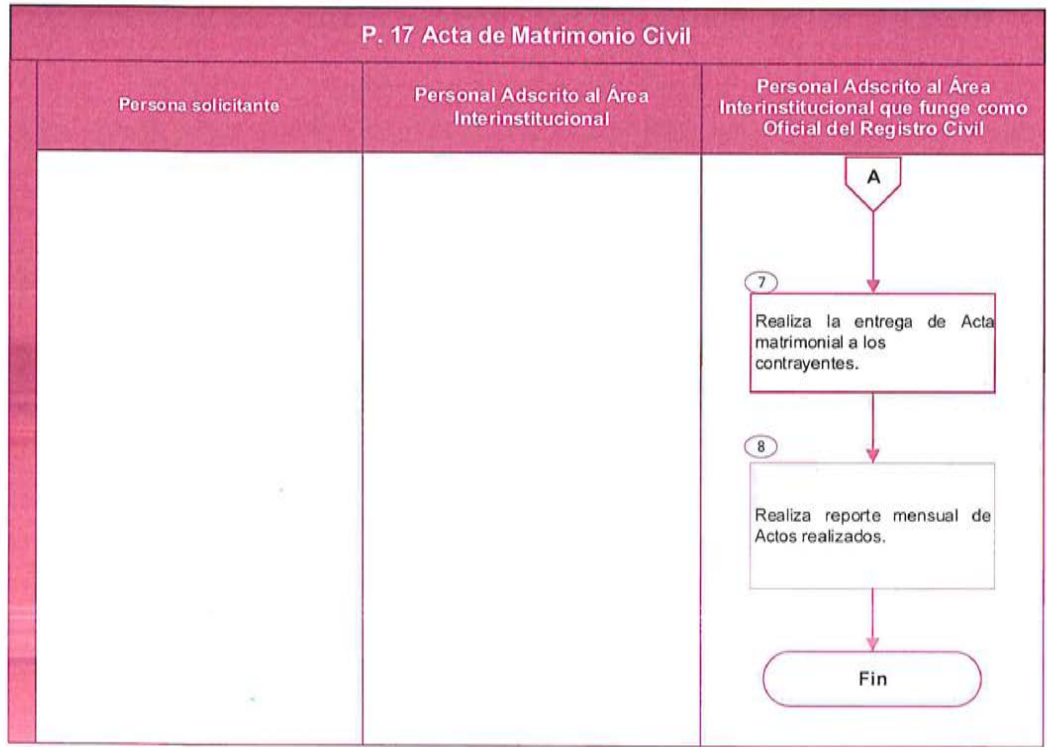 P. 17 Acta de Matrimonio Civil
Persona solicitante
Personal Adscrito al Área
Interinstitucional
Personal Adscrito al Área
Interinstitucional que funge como
Oficial del Registro Civil
A
7
Realiza la entrega de Acta
matrimonial a los
contrayentes.
8
Realiza reporte mensual de
Actos realizados.
Fin